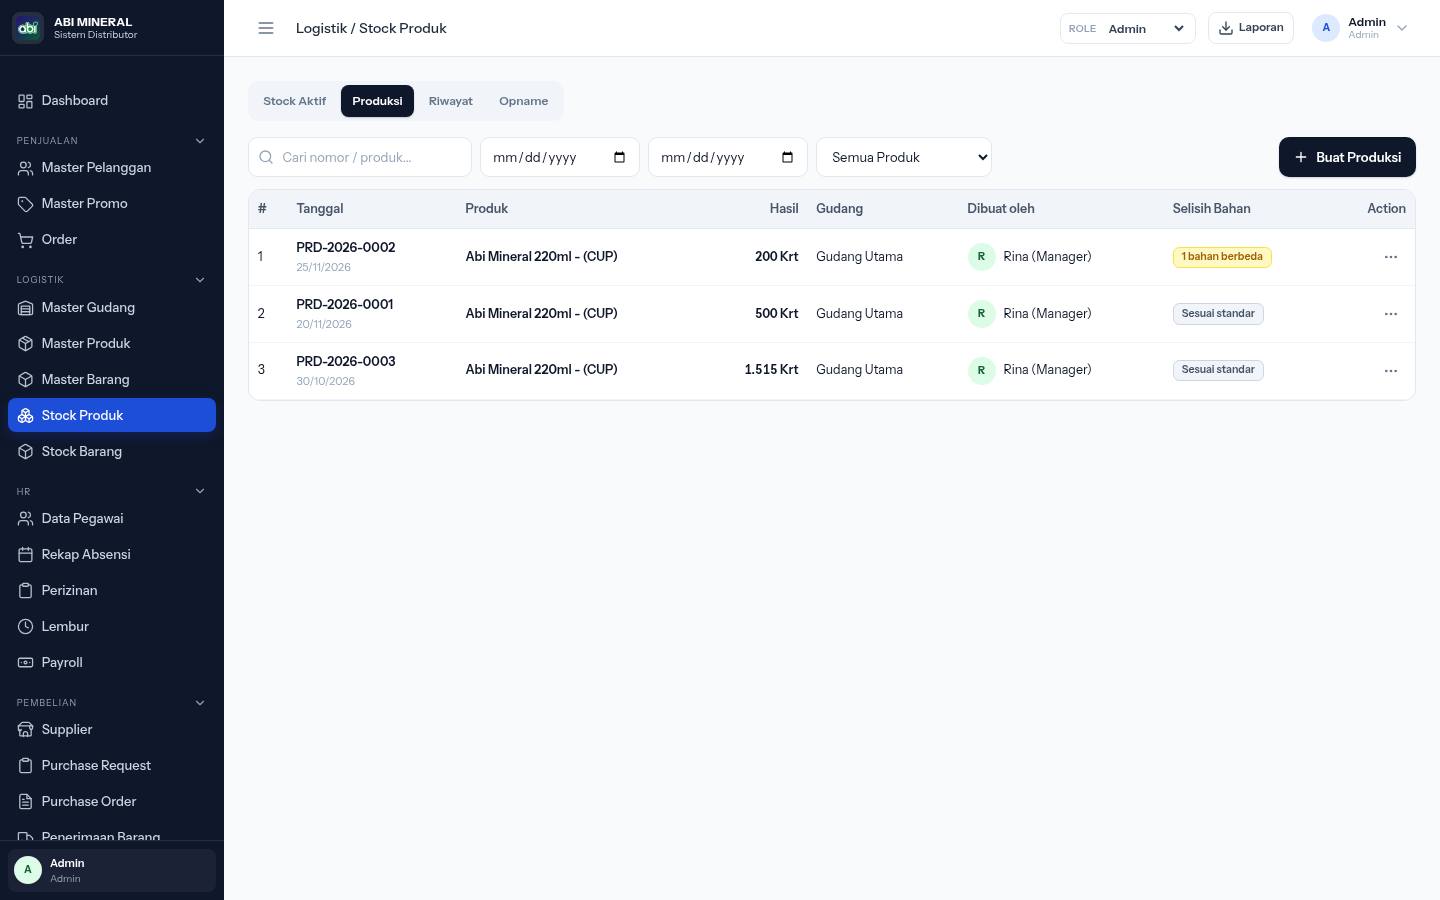 abi
ABI MINERAL
Sistem Distributor
Dashboard
PENJUALAN
Master Pelanggan
Master Promo
Order
LOGISTIK
Master Gudang
Master Produk
Master Barang
Stock Produk
Stock Barang
HR
Data Pegawai
Rekap Absensi
Perizinan
Lembur
Payroll
PEMBELIAN
Supplier
Purchase Request
Purchase Order
Penerimaan Barang
A
Admin
Admin
Logistik / Stock Produk
ROLE Admin
Laporan
A
Admin
Admin
Stock Aktif Produksi Riwayat Opname
Cari nomor / produk... mm/dd/yyyy mm/dd/yyyy Semua Produk
Buat Produksi
# Tanggal Produk Hasil Gudang Dibuat oleh Selisih Bahan Action
1 PRD-2026-0002 Abi Mineral 220ml - (CUP) 200 Krt Gudang Utama R Rina (Manager) 1 bahan berbeda ...
25/11/2026
2 PRD-2026-0001 Abi Mineral 220ml - (CUP) 500 Krt Gudang Utama R Rina (Manager) Sesuai standar ...
20/11/2026
3 PRD-2026-0003 Abi Mineral 220ml - (CUP) 1.515 Krt Gudang Utama R Rina (Manager) Sesuai standar ...
30/10/2026